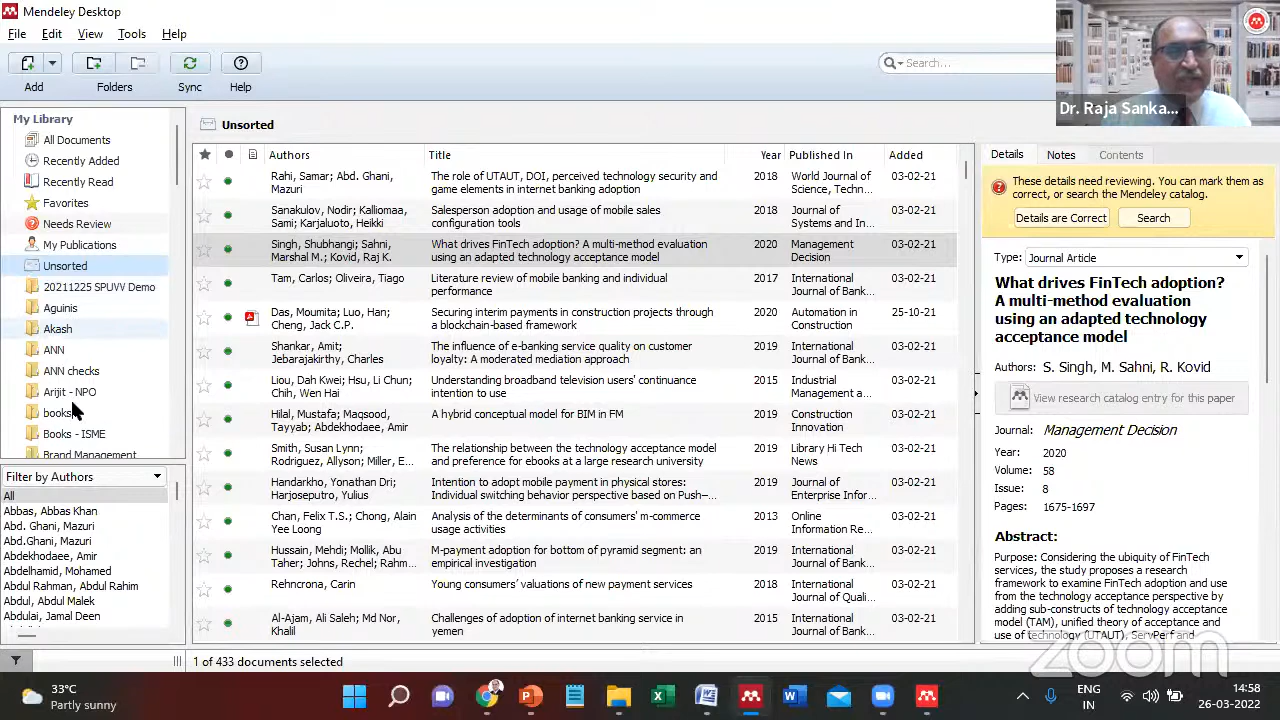 Mendeley Desktop
File Edit View Tools Help
Add Folders Sync Help
Search...
Dr. Raja Sanka...
My Library
All Documents
Recently Added
Recently Read
Favorites
Needs Review
My Publications
Unsorted
20211225 SPUVV Demo
Aguinis
Akash
ANN
ANN checks
Arijit - NPO
books
Books - ISME
Brand Management
Filter by Authors
All
Abbas, Abbas Khan
Abd. Ghani, Mazuri
Abd.Ghani, Mazuri
Abdekhodaee, Amir
Abdelhamid, Mohamed
Abdul Rahman, Abdul Rahim
Abdul, Abdul Malek
Abdulai, Jamal Deen
Unsorted
Authors Title Year Published In Added
Rahi, Samar; Abd. Ghani, The role of UTAUT, DOI, perceived technology security and 2018 World Journal of 03-02-21
Mazuri game elements in internet banking adoption Science, Techn...
Sanakulov, Nodir; Kalliomaa, Salesperson adoption and usage of mobile sales 2018 Journal of 03-02-21
Sami; Karjaluoto, Heikki configuration tools Systems and In...
Singh, Shubhangi; Sahni, What drives FinTech adoption? A multi-method evaluation 2020 Management 03-02-21
Marshal M.; Kovid, Raj K. using an adapted technology acceptance model Decision
Tam, Carlos; Oliveira, Tiago Literature review of mobile banking and individual 2017 International 03-02-21
performance Journal of Bank...
Das, Moumita; Luo, Han; Securing interim payments in construction projects through 2020 Automation in 25-10-21
Cheng, Jack C.P. a blockchain-based framework Construction
Shankar, Amit; The influence of e-banking service quality on customer 2019 International 03-02-21
Jebarajakirthy, Charles loyalty: A moderated mediation approach Journal of Bank...
Liou, Dah Kwei; Hsu, Li Chun; Understanding broadband television users' continuance 2015 Industrial 03-02-21
Chih, Wen Hai intention to use Management a...
Hilal, Mustafa; Maqsood, A hybrid conceptual model for BIM in FM 2019 Construction 03-02-21
Tayyab; Abdekhodaee, Amir Innovation
Smith, Susan Lynn; The relationship between the technology acceptance model 2019 Library Hi Tech 03-02-21
Rodriguez, Allyson; Miller, E... and preference for ebooks at a large research university News
Handarkho, Yonathan Dri; Intention to adopt mobile payment in physical stores: 2019 Journal of 03-02-21
Harjoseputro, Yulius Individual switching behavior perspective based on Push–... Enterprise Infor...
Chan, Felix T.S.; Chong, Alain Analysis of the determinants of consumers' m-commerce 2013 Online 03-02-21
Yee Loong usage activities Information Re...
Hussain, Mehdi; Mollik, Abu M-payment adoption for bottom of pyramid segment: an 2019 International 03-02-21
Taher; Johns, Rechel; Rahm... empirical investigation Journal of Bank...
Rehncrona, Carin Young consumers' valuations of new payment services 2018 International 03-02-21
Journal of Quali...
Al-Ajam, Ali Saleh; Md Nor, Challenges of adoption of internet banking service in 2015 International 03-02-21
Khalil yemen Journal of Bank...
1 of 433 documents selected
Details Notes Contents
These details need reviewing. You can mark them as
correct, or search the Mendeley catalog.
Details are Correct Search
Type: Journal Article
What drives FinTech adoption?
A multi-method evaluation
using an adapted technology
acceptance model
Authors: S. Singh, M. Sahni, R. Kovid
View research catalog entry for this paper
Journal: Management Decision
Year: 2020
Volume: 58
Issue: 8
Pages: 1675-1697
Abstract:
Purpose: Considering the ubiquity of FinTech
services, the study proposes a research
framework to examine FinTech adoption and use
from the technology acceptance perspective by
adding sub-constructs of technology acceptance
model (TAM), unified theory of acceptance and
use of technology (UTAUT), ServPerf and
zoom
33°C
Partly sunny
ENG
IN
14:58
26-03-2022